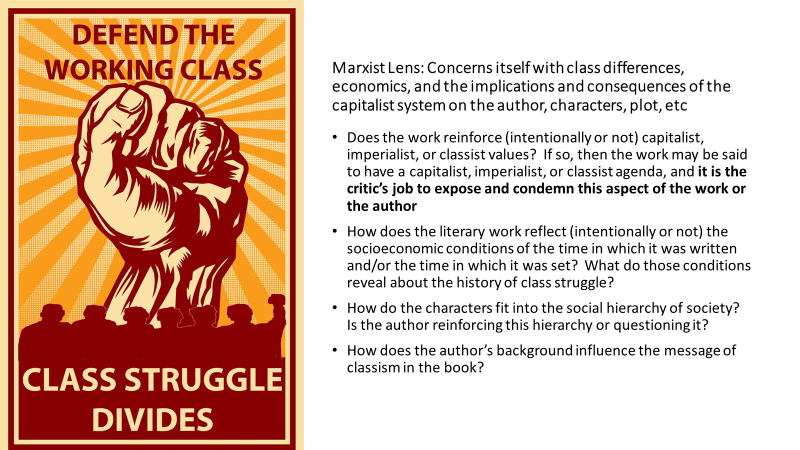 DEFEND THE
WORKING CLASS
CLASS STRUGGLE
DIVIDES
Marxist Lens: Concerns itself with class differences,
economics, and the implications and consequences of the
capitalist system on the author, characters, plot, etc
• Does the work reinforce (intentionally or not) capitalist,
imperialist, or classist values?  If so, then the work may be said
to have a capitalist, imperialist, or classist agenda, and it is the
critic’s job to expose and condemn this aspect of the work or
the author
• How does the literary work reflect (intentionally or not) the
socioeconomic conditions of the time in which it was written
and/or the time in which it was set?  What do those conditions
reveal about the history of class struggle?
• How do the characters fit into the social hierarchy of society?
Is the author reinforcing this hierarchy or questioning it?
• How does the author’s background influence the message of
classism in the book?